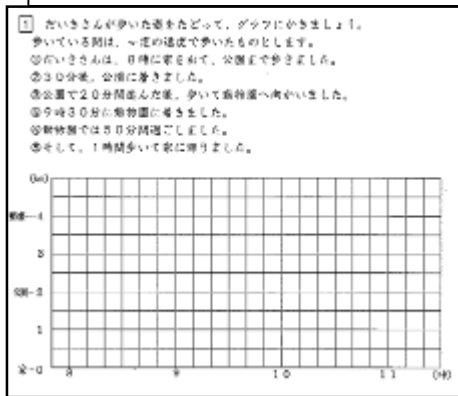 1 だいきさんが歩いた道をたどって、グラフにかきましょう。
歩いている間は、一定の速度で歩いたものとします。
①だいきさんは、8時に家を出て、公園まで歩きました。
②30分後、公園に着きました。
③公園で20分間遊んだ後、歩いて動物園へ向かいました。
9時30分に動物園に着きました。
動物園では50分間過ごしました。
そして、1時間歩いて家に帰りました。
(km)
4
3
公園 2
1
家 0
8 9 10 11 (時)